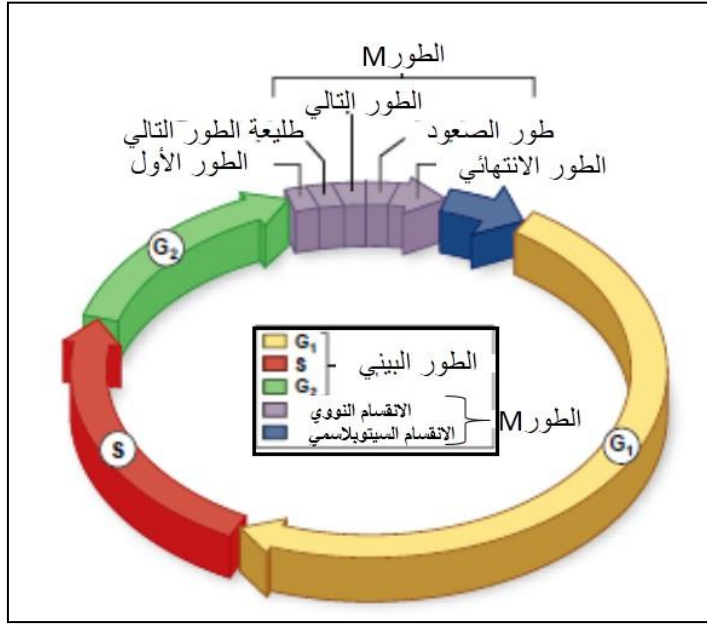 الطور M
الطور التالي
طليعة الطور التالي
طور الصعود
الطور الأول
الطور الانتهائي
G₂
S
G₁
G₁
S
G₂
الطور البيني
الانقسام النووي
الانقسام السيتوبلاسمي
الطور M